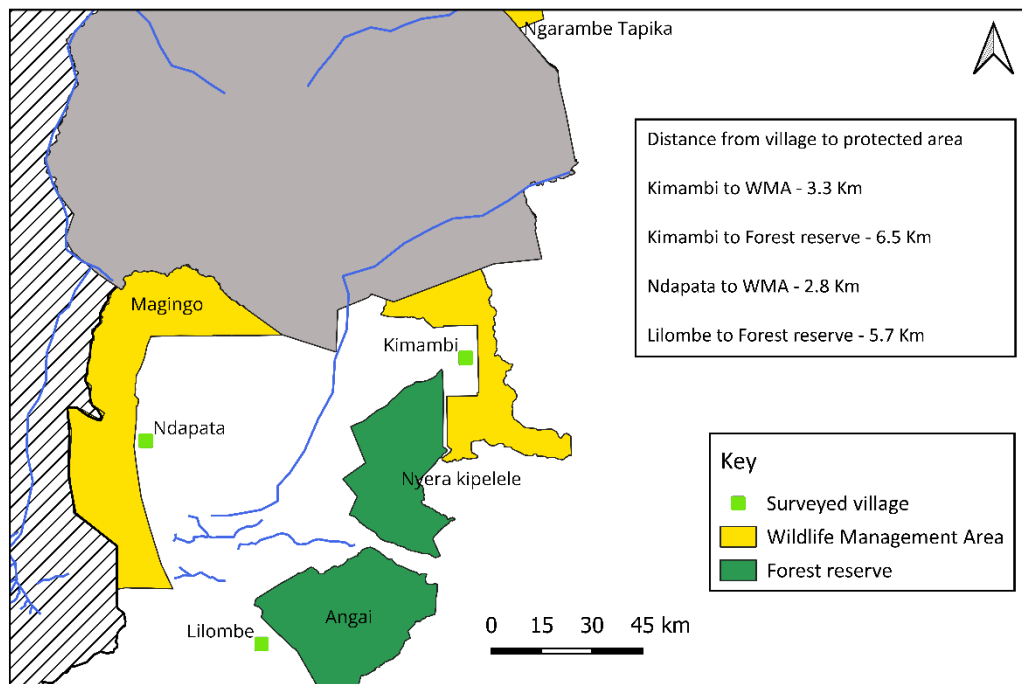 Ngarambe Tapika
Distance from village to protected area
Kimambi to WMA - 3.3 Km
Kimambi to Forest reserve - 6.5 Km
Ndapata to WMA - 2.8 Km
Lilombe to Forest reserve - 5.7 Km
Magingo
Kimambi
Ndapata
Nyera kipelele
Key
Surveyed village
Wildlife Management Area
Forest reserve
Angai
Lilombe
0 15 30 45 km